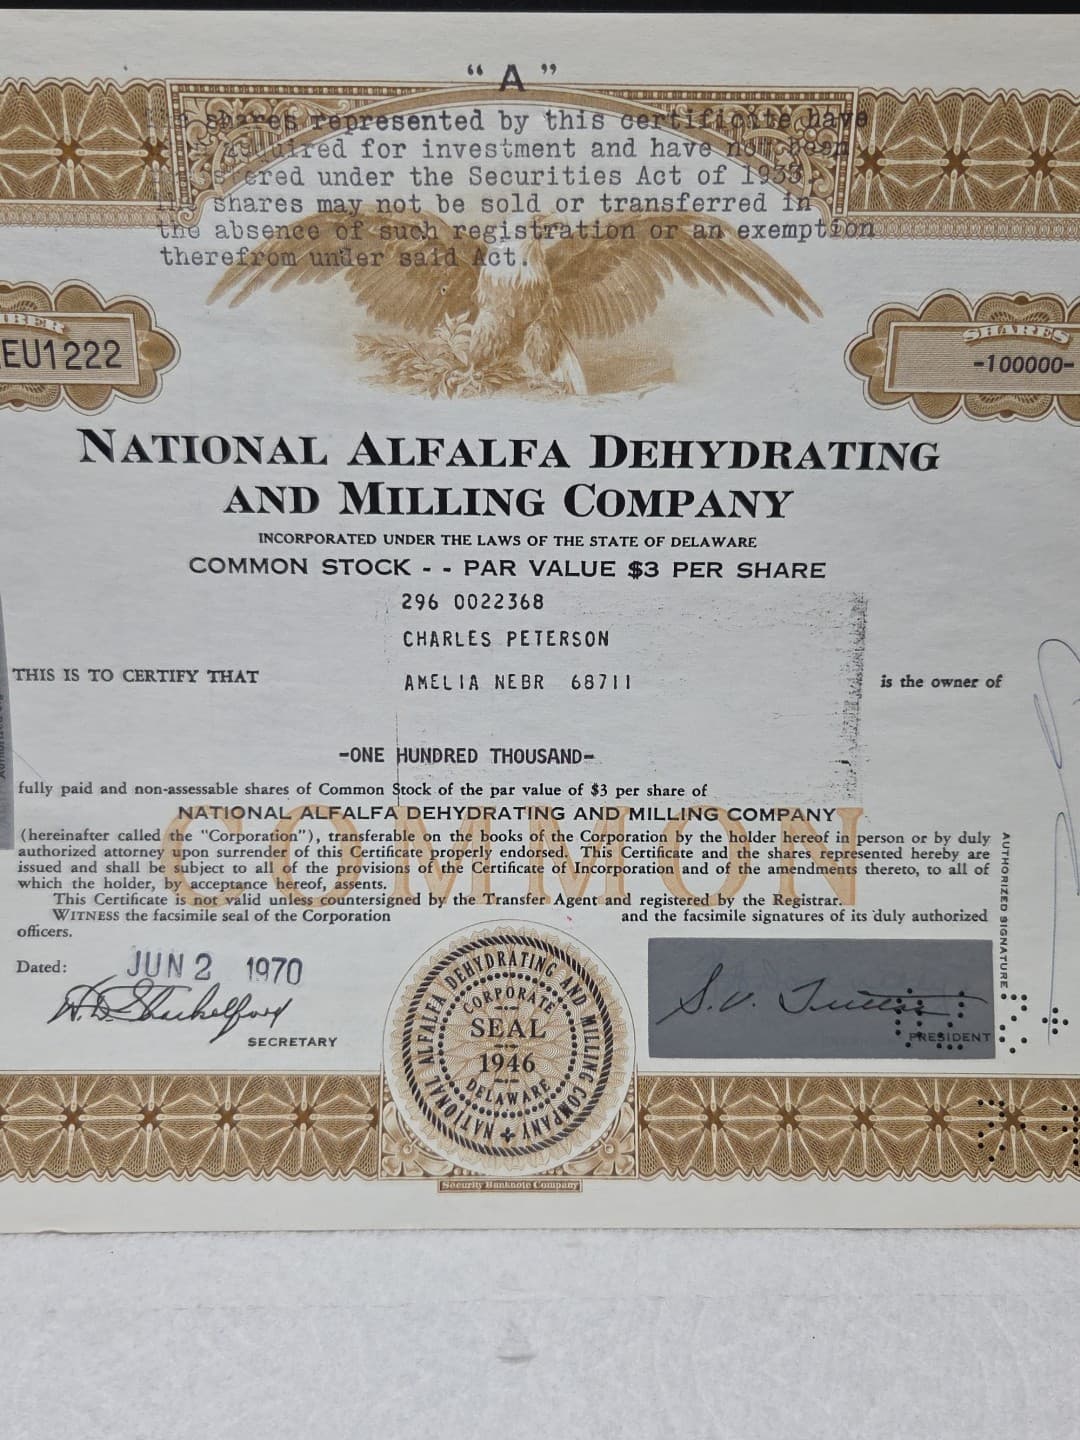 "A"
shares represented by this certificate have
acquired for investment and have not been
registered under the Securities Act of 1933.
shares may not be sold or transferred in
the absence of such registration or an exemption
therefrom under said Act.
EU1222
SHARES
-100000-
NATIONAL ALFALFA DEHYDRATING
AND MILLING COMPANY
INCORPORATED UNDER THE LAWS OF THE STATE OF DELAWARE
COMMON STOCK - - PAR VALUE $3 PER SHARE
296 0022368
CHARLES PETERSON
THIS IS TO CERTIFY THAT AMELIA NEBR 68711 is the owner of
-ONE HUNDRED THOUSAND-
fully paid and non-assessable shares of Common Stock of the par value of $3 per share of
NATIONAL ALFALFA DEHYDRATING AND MILLING COMPANY
COMMON
(hereinafter called the "Corporation"), transferable on the books of the Corporation by the holder hereof in person or by duly
authorized attorney upon surrender of this Certificate properly endorsed. This Certificate and the shares represented hereby are
issued and shall be subject to all of the provisions of the Certificate of Incorporation and of the amendments thereto, to all of
which the holder, by acceptance hereof, assents.
This Certificate is not valid unless countersigned by the Transfer Agent and registered by the Registrar.
WITNESS the facsimile seal of the Corporation and the facsimile signatures of its duly authorized
officers.
AUTHORIZED SIGNATURE
Dated: JUN 2 1970
SECRETARY
NATIONAL ALFALFA DEHYDRATING AND MILLING COMPANY
CORPORATE
SEAL
1946
DELAWARE
PRESIDENT
Security Banknote Company